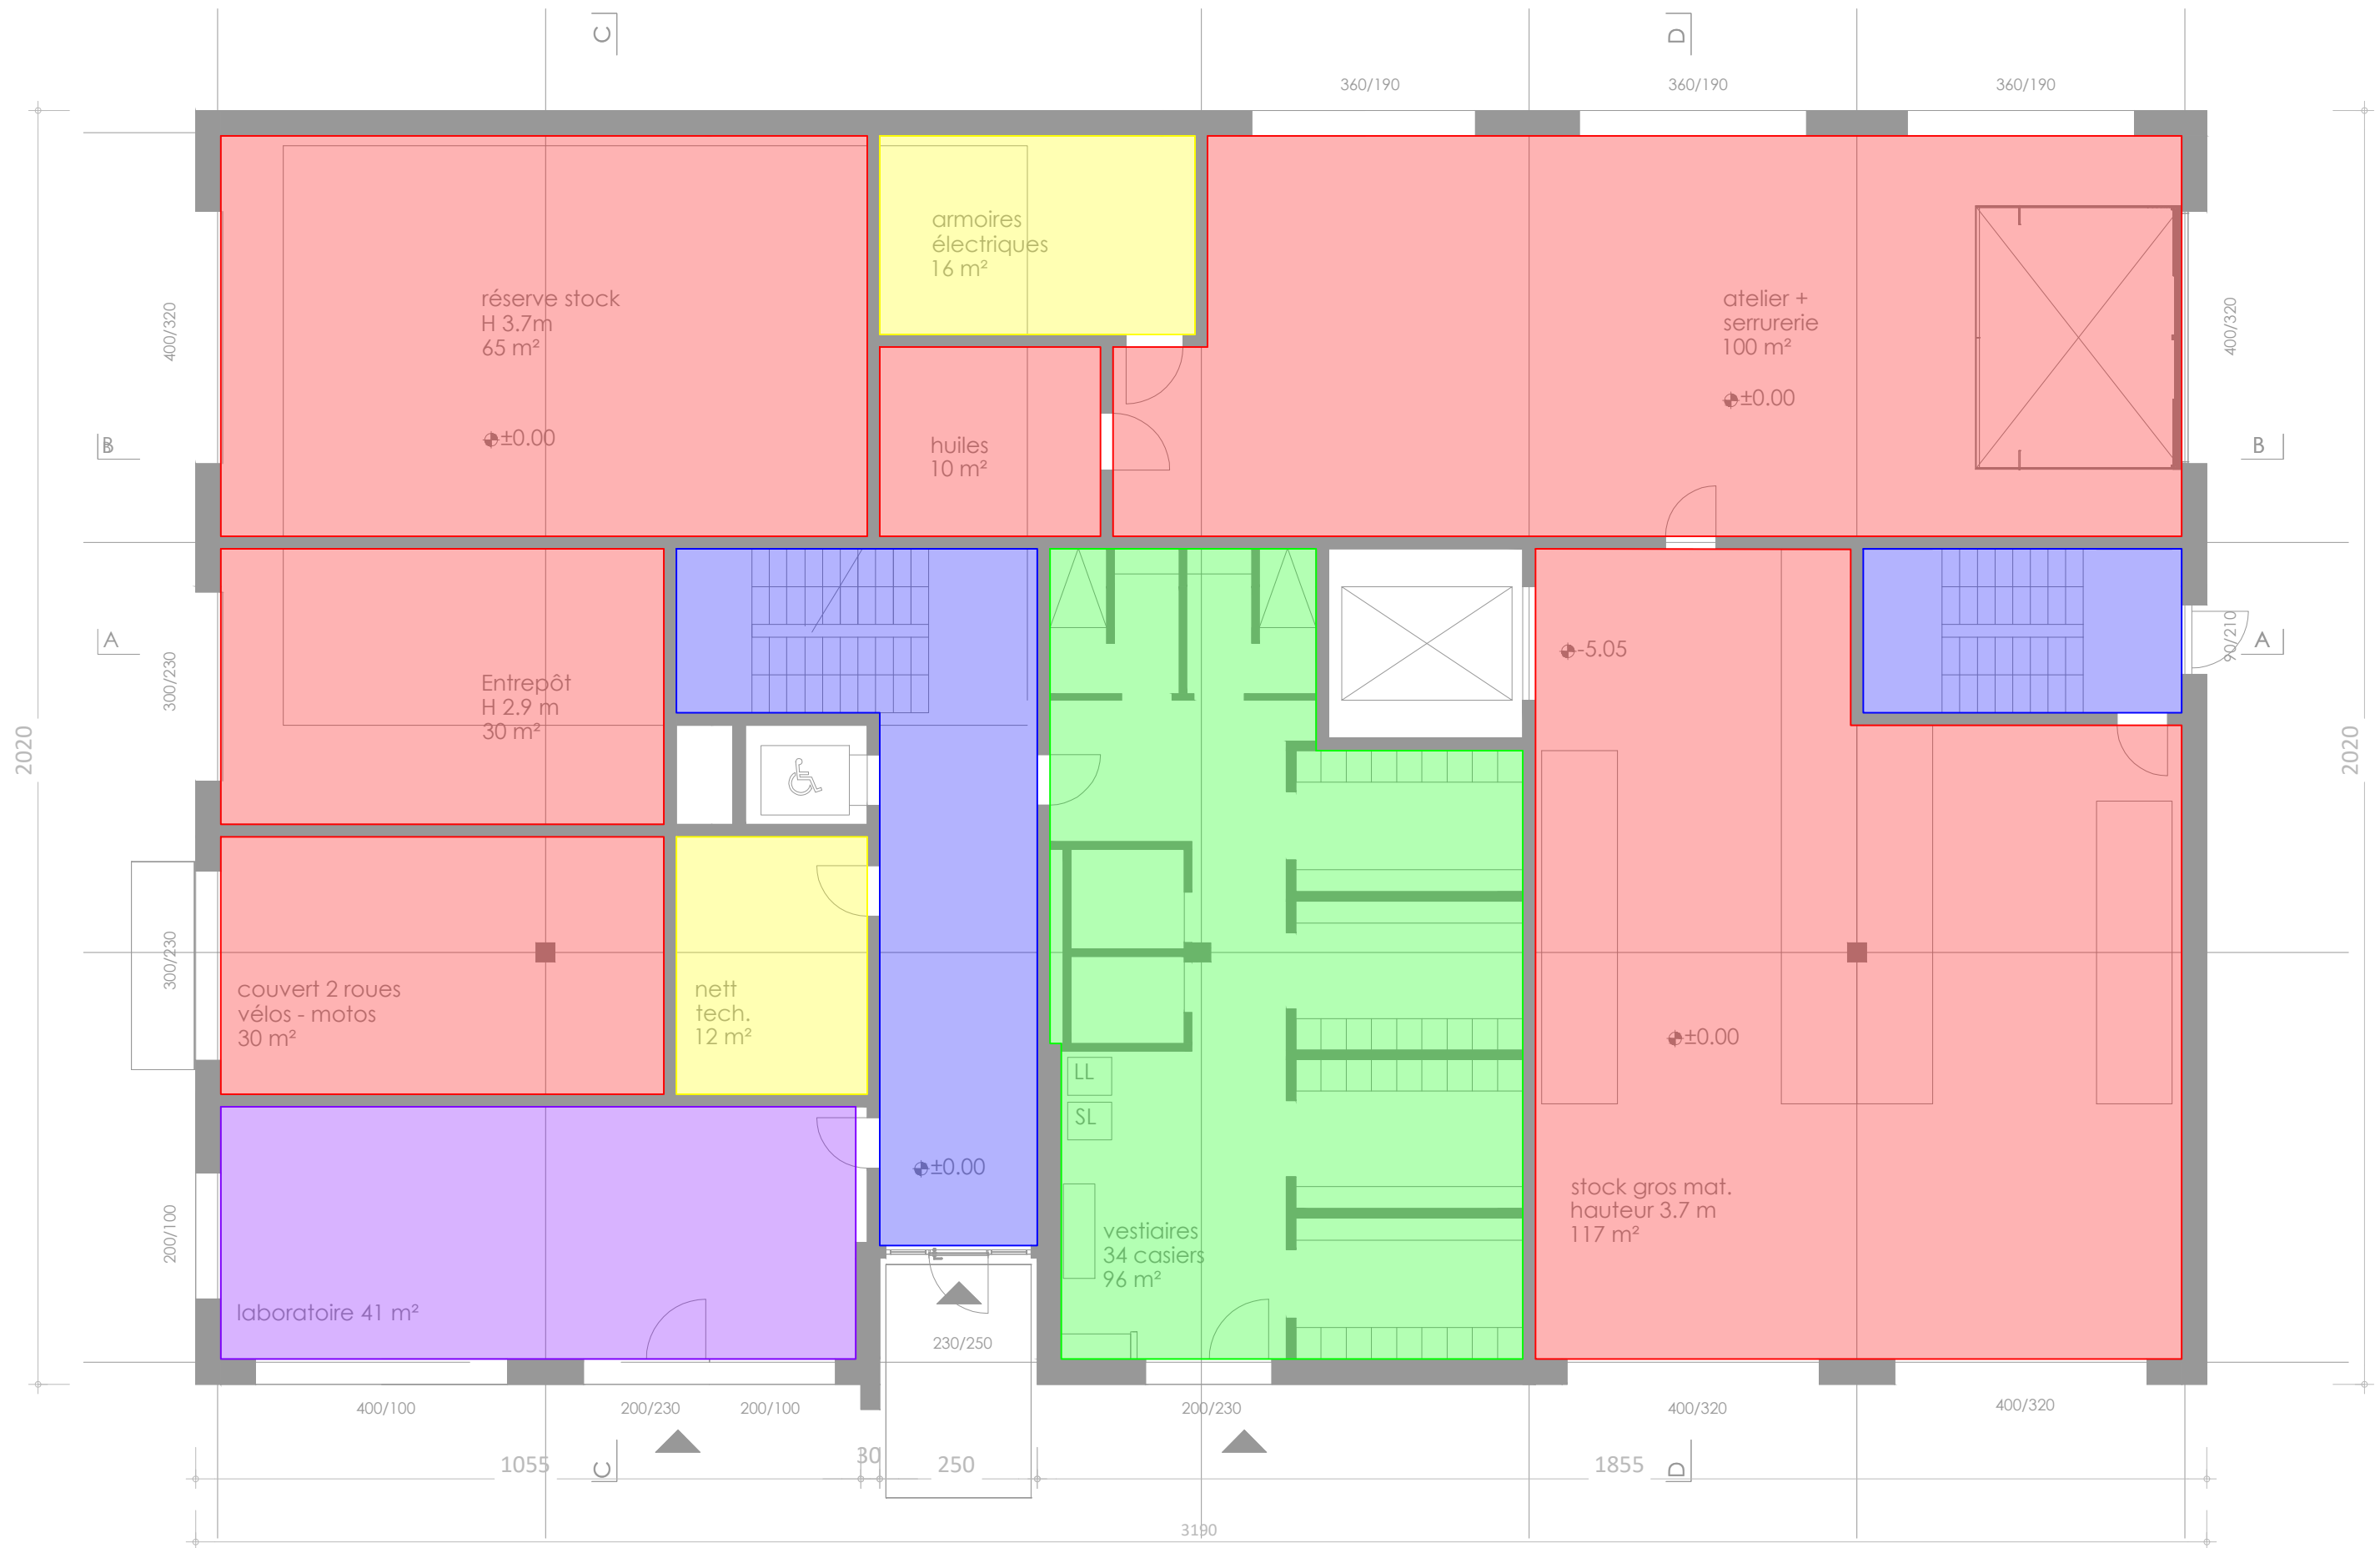 C
D
360/190
360/190
360/190
armoires
électriques
16 m²
réserve stock
H 3.7m
65 m²
±0.00
atelier +
serrurerie
100 m²
±0.00
400/320
400/320
B
huiles
10 m²
B
A
-5.05
90/210
A
300/230
Entrepôt
H 2.9 m
30 m²
2020
2020
300/230
couvert 2 roues
vélos - motos
30 m²
nett
tech.
12 m²
LL
SL
±0.00
±0.00
200/100
laboratoire 41 m²
vestiaires
34 casiers
96 m²
stock gros mat.
hauteur 3.7 m
117 m²
230/250
400/100
200/230
200/100
200/230
400/320
400/320
1055
C
30
250
1855
D
3190